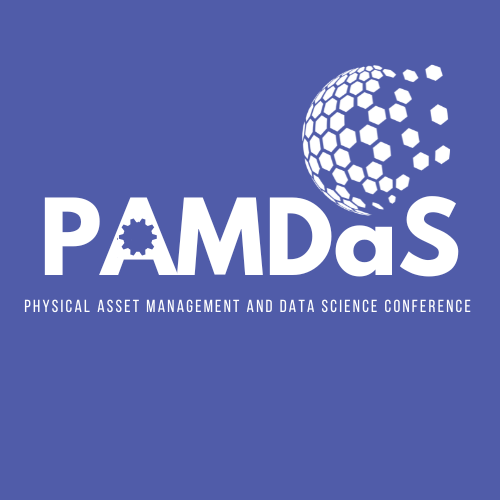 PAMDaS
PHYSICAL ASSET MANAGEMENT AND DATA SCIENCE CONFERENCE